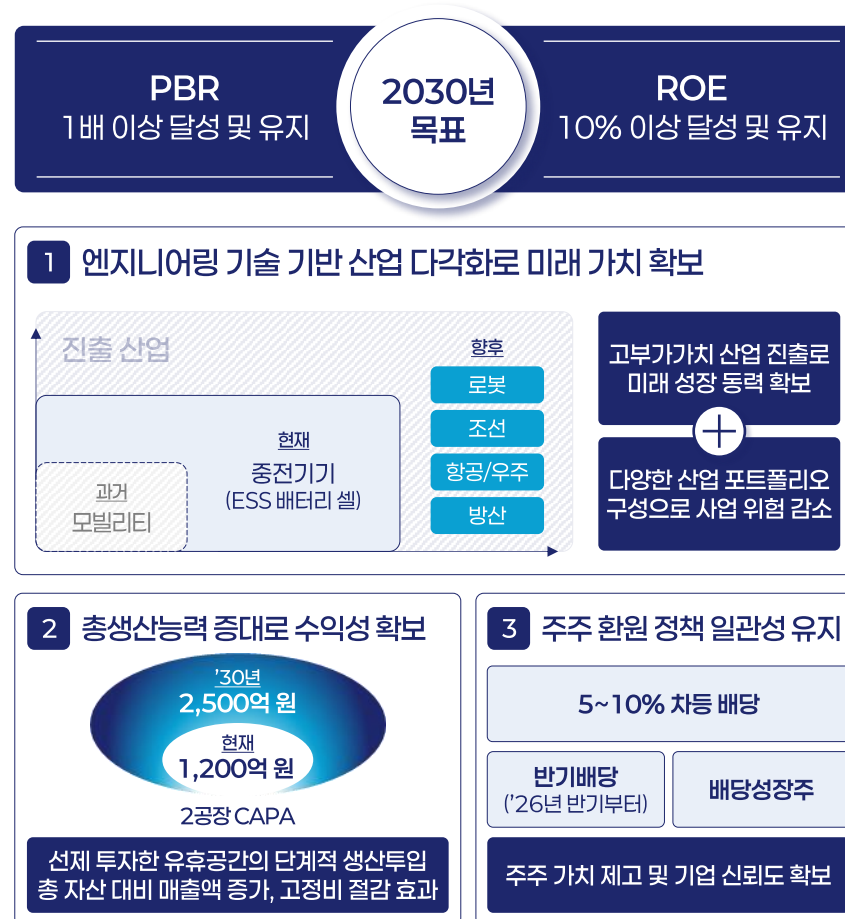 PBR
1배 이상 달성 및 유지
2030년
목표
ROE
10% 이상 달성 및 유지
1 엔지니어링 기술 기반 산업 다각화로 미래 가치 확보
진출 산업
과거
모빌리티
현재
중전기기
(ESS 배터리 셀)
향후
로봇
조선
항공/우주
방산
고부가가치 산업 진출로
미래 성장 동력 확보
+
다양한 산업 포트폴리오
구성으로 사업 위험 감소
2 총생산능력 증대로 수익성 확보
'30년
2,500억 원
현재
1,200억 원
2공장 CAPA
선제 투자한 유휴공간의 단계적 생산투입
총 자산 대비 매출액 증가, 고정비 절감 효과
3 주주 환원 정책 일관성 유지
5~10% 차등 배당
반기배당
('26년 반기부터)
배당성장주
주주 가치 제고 및 기업 신뢰도 확보